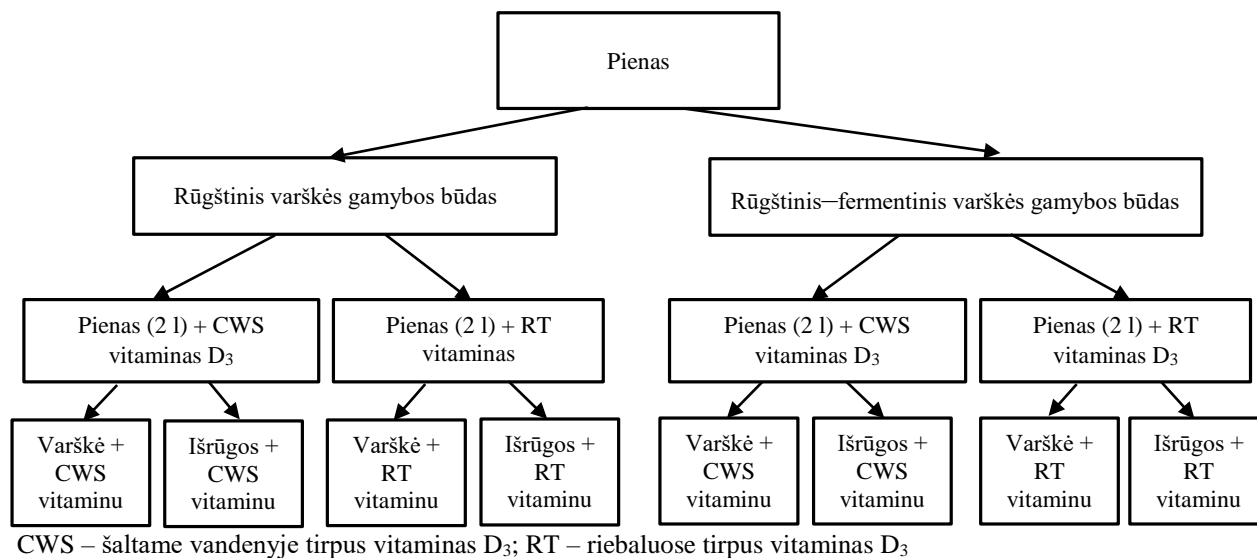 Pienas
Rūgštinis varškės gamybos būdas
Rūgštinis—fermentinis varškės gamybos būdas
Pienas (2 l) + CWS
vitaminas D₃
Pienas (2 l) + RT
vitaminas
Pienas (2 l) + CWS
vitaminas D₃
Pienas (2 l) + RT
vitaminas D₃
Varškė +
CWS
vitaminu
Išrūgos +
CWS
vitaminu
Varškė +
RT
vitaminu
Išrūgos +
RT
vitaminu
Varškė +
CWS
vitaminu
Išrūgos +
CWS
vitaminu
Varškė +
RT
vitaminu
Išrūgos +
RT
vitaminu
CWS – šaltame vandenyje tirpus vitaminas D₃; RT – riebaluose tirpus vitaminas D₃